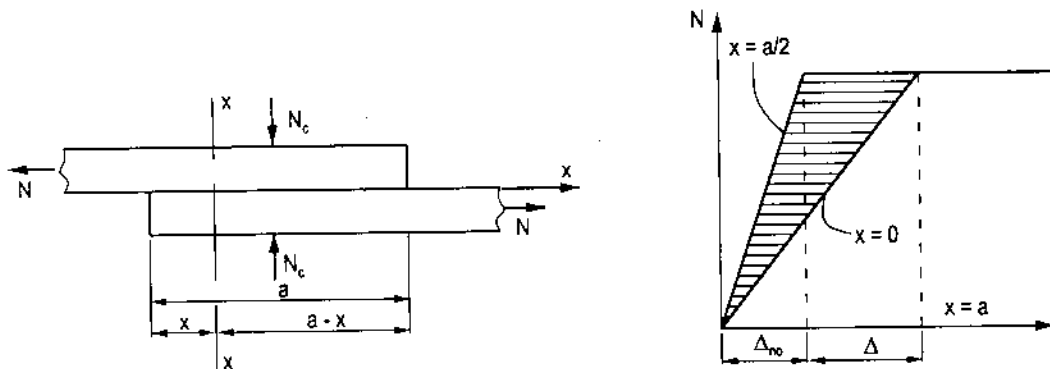 x
N_c
N
x
N
N_c
a
x
a - x
x
N
x = a/2
x = 0
x = a
Δ_no
Δ